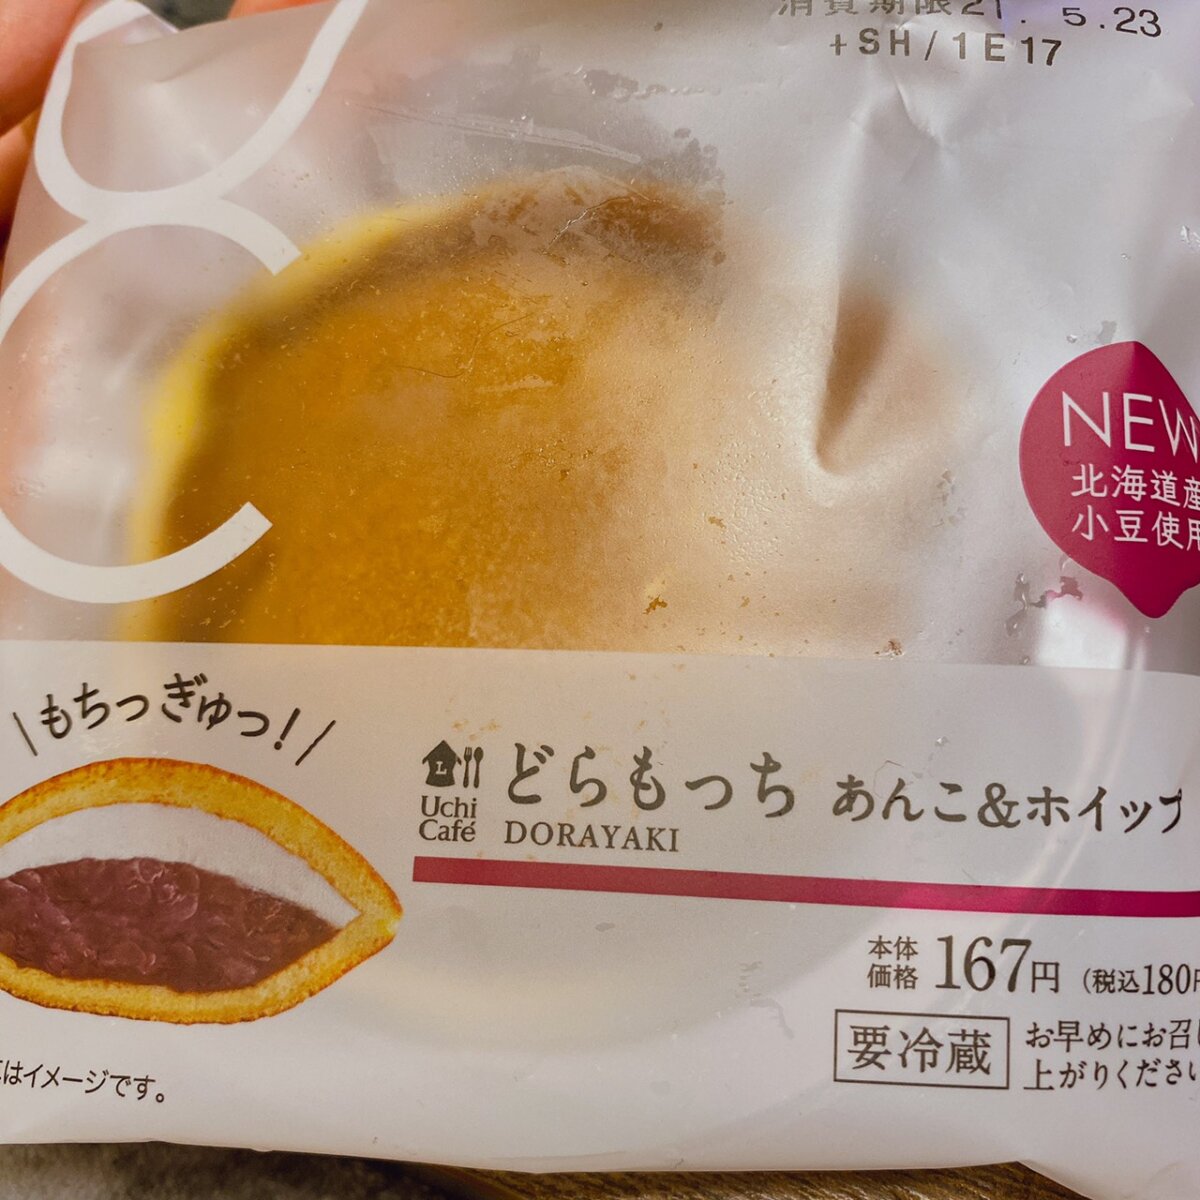 消費期限21. 5.23
+SH/1E17
NEW
北海道産
小豆使用
\もちっぎゅっ!/
Uchi
Café
どらもっち あんこ&ホイップ
DORAYAKI
本体
価格 167円 (税込180円
要冷蔵
お早めにお召し
上がりください
はイメージです。